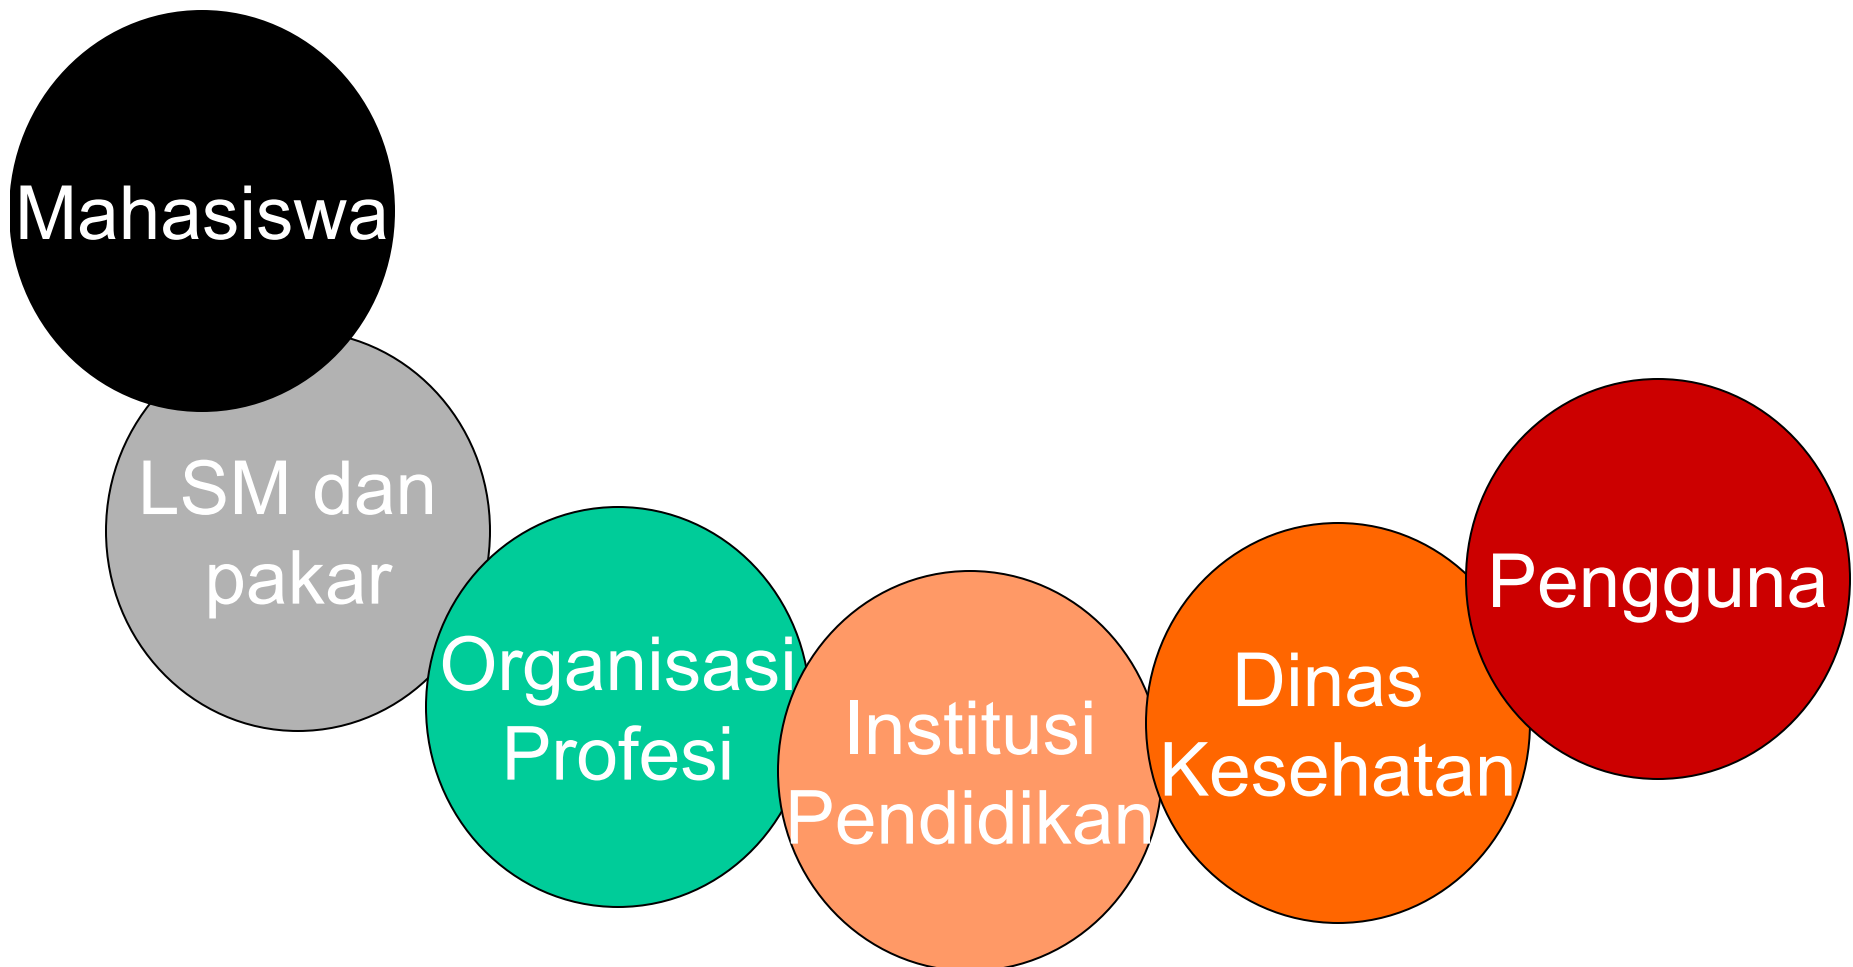 Mahasiswa
LSM dan
pakar
Organisasi
Profesi
Institusi
Pendidikan
Dinas
Kesehatan
Pengguna